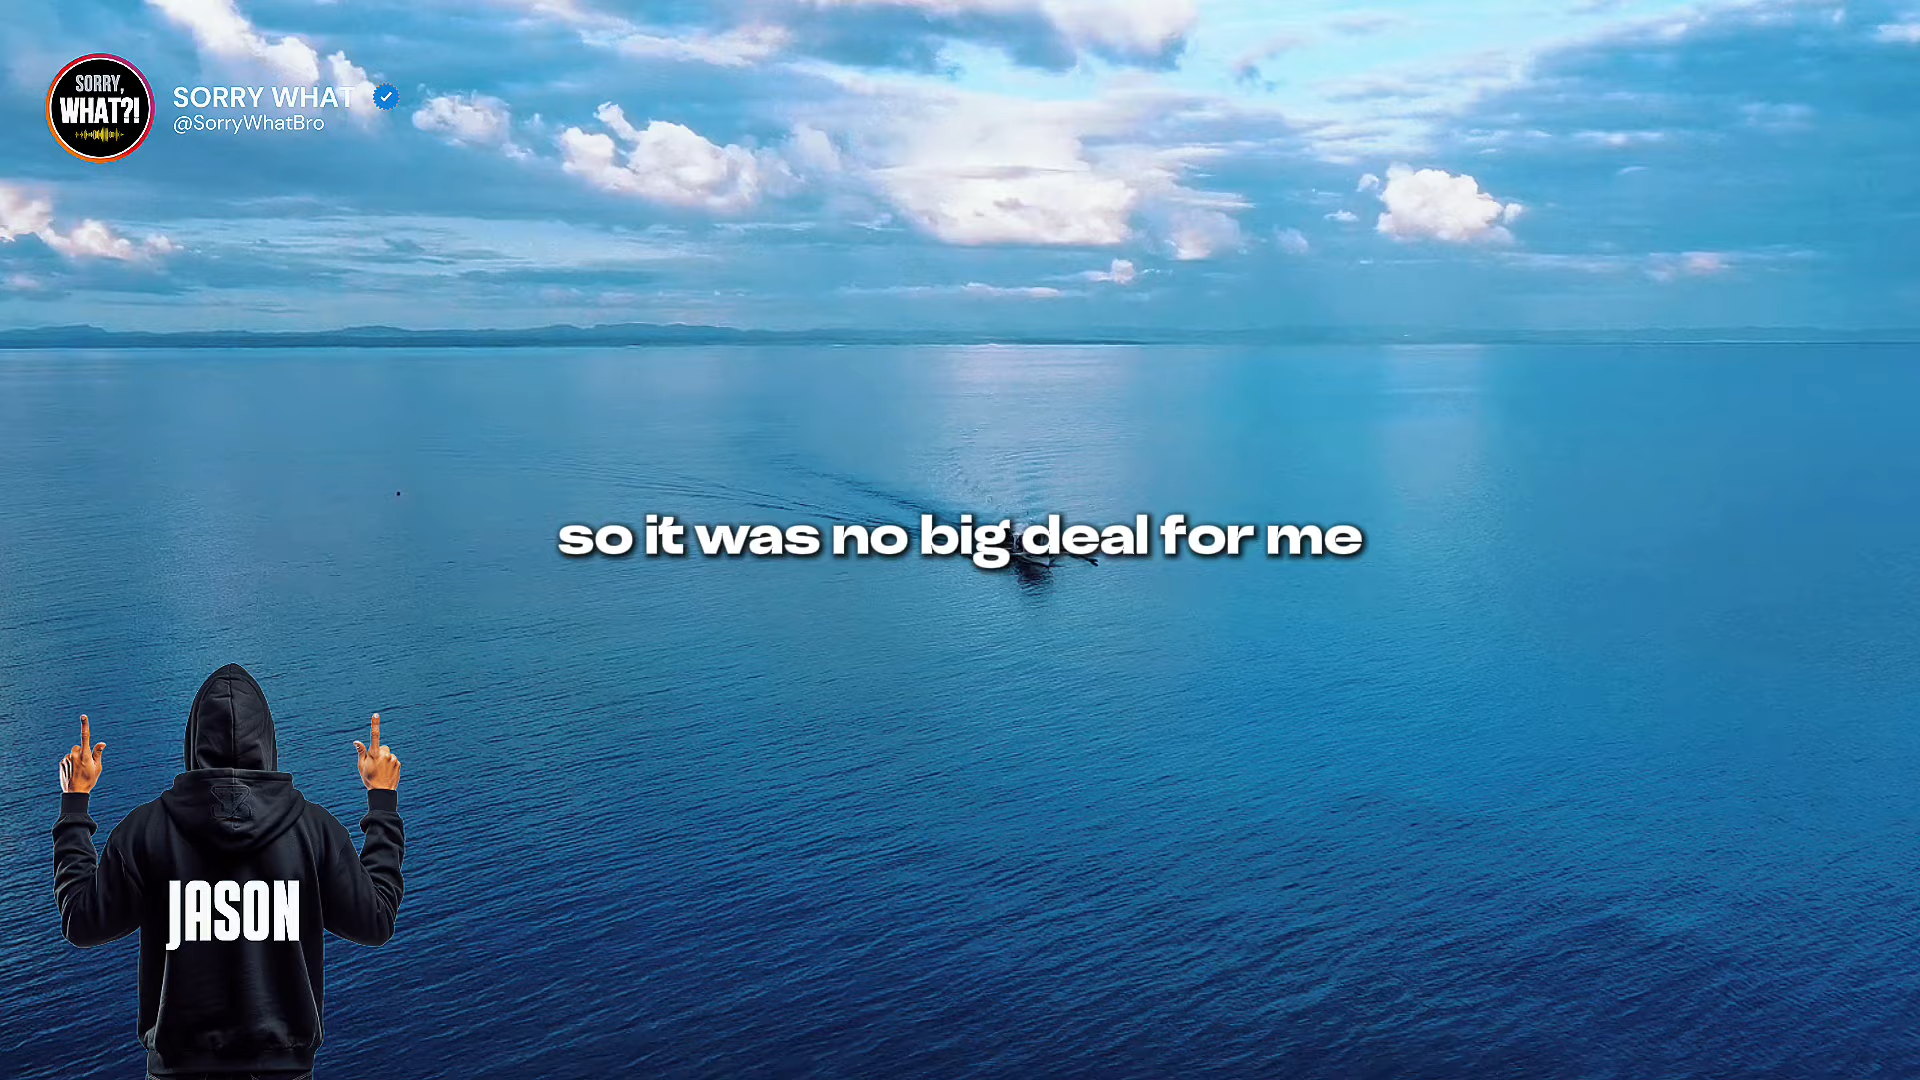 SORRY,
WHAT?!
SORRY WHAT
@SorryWhatBro
so it was no big deal for me
JASON